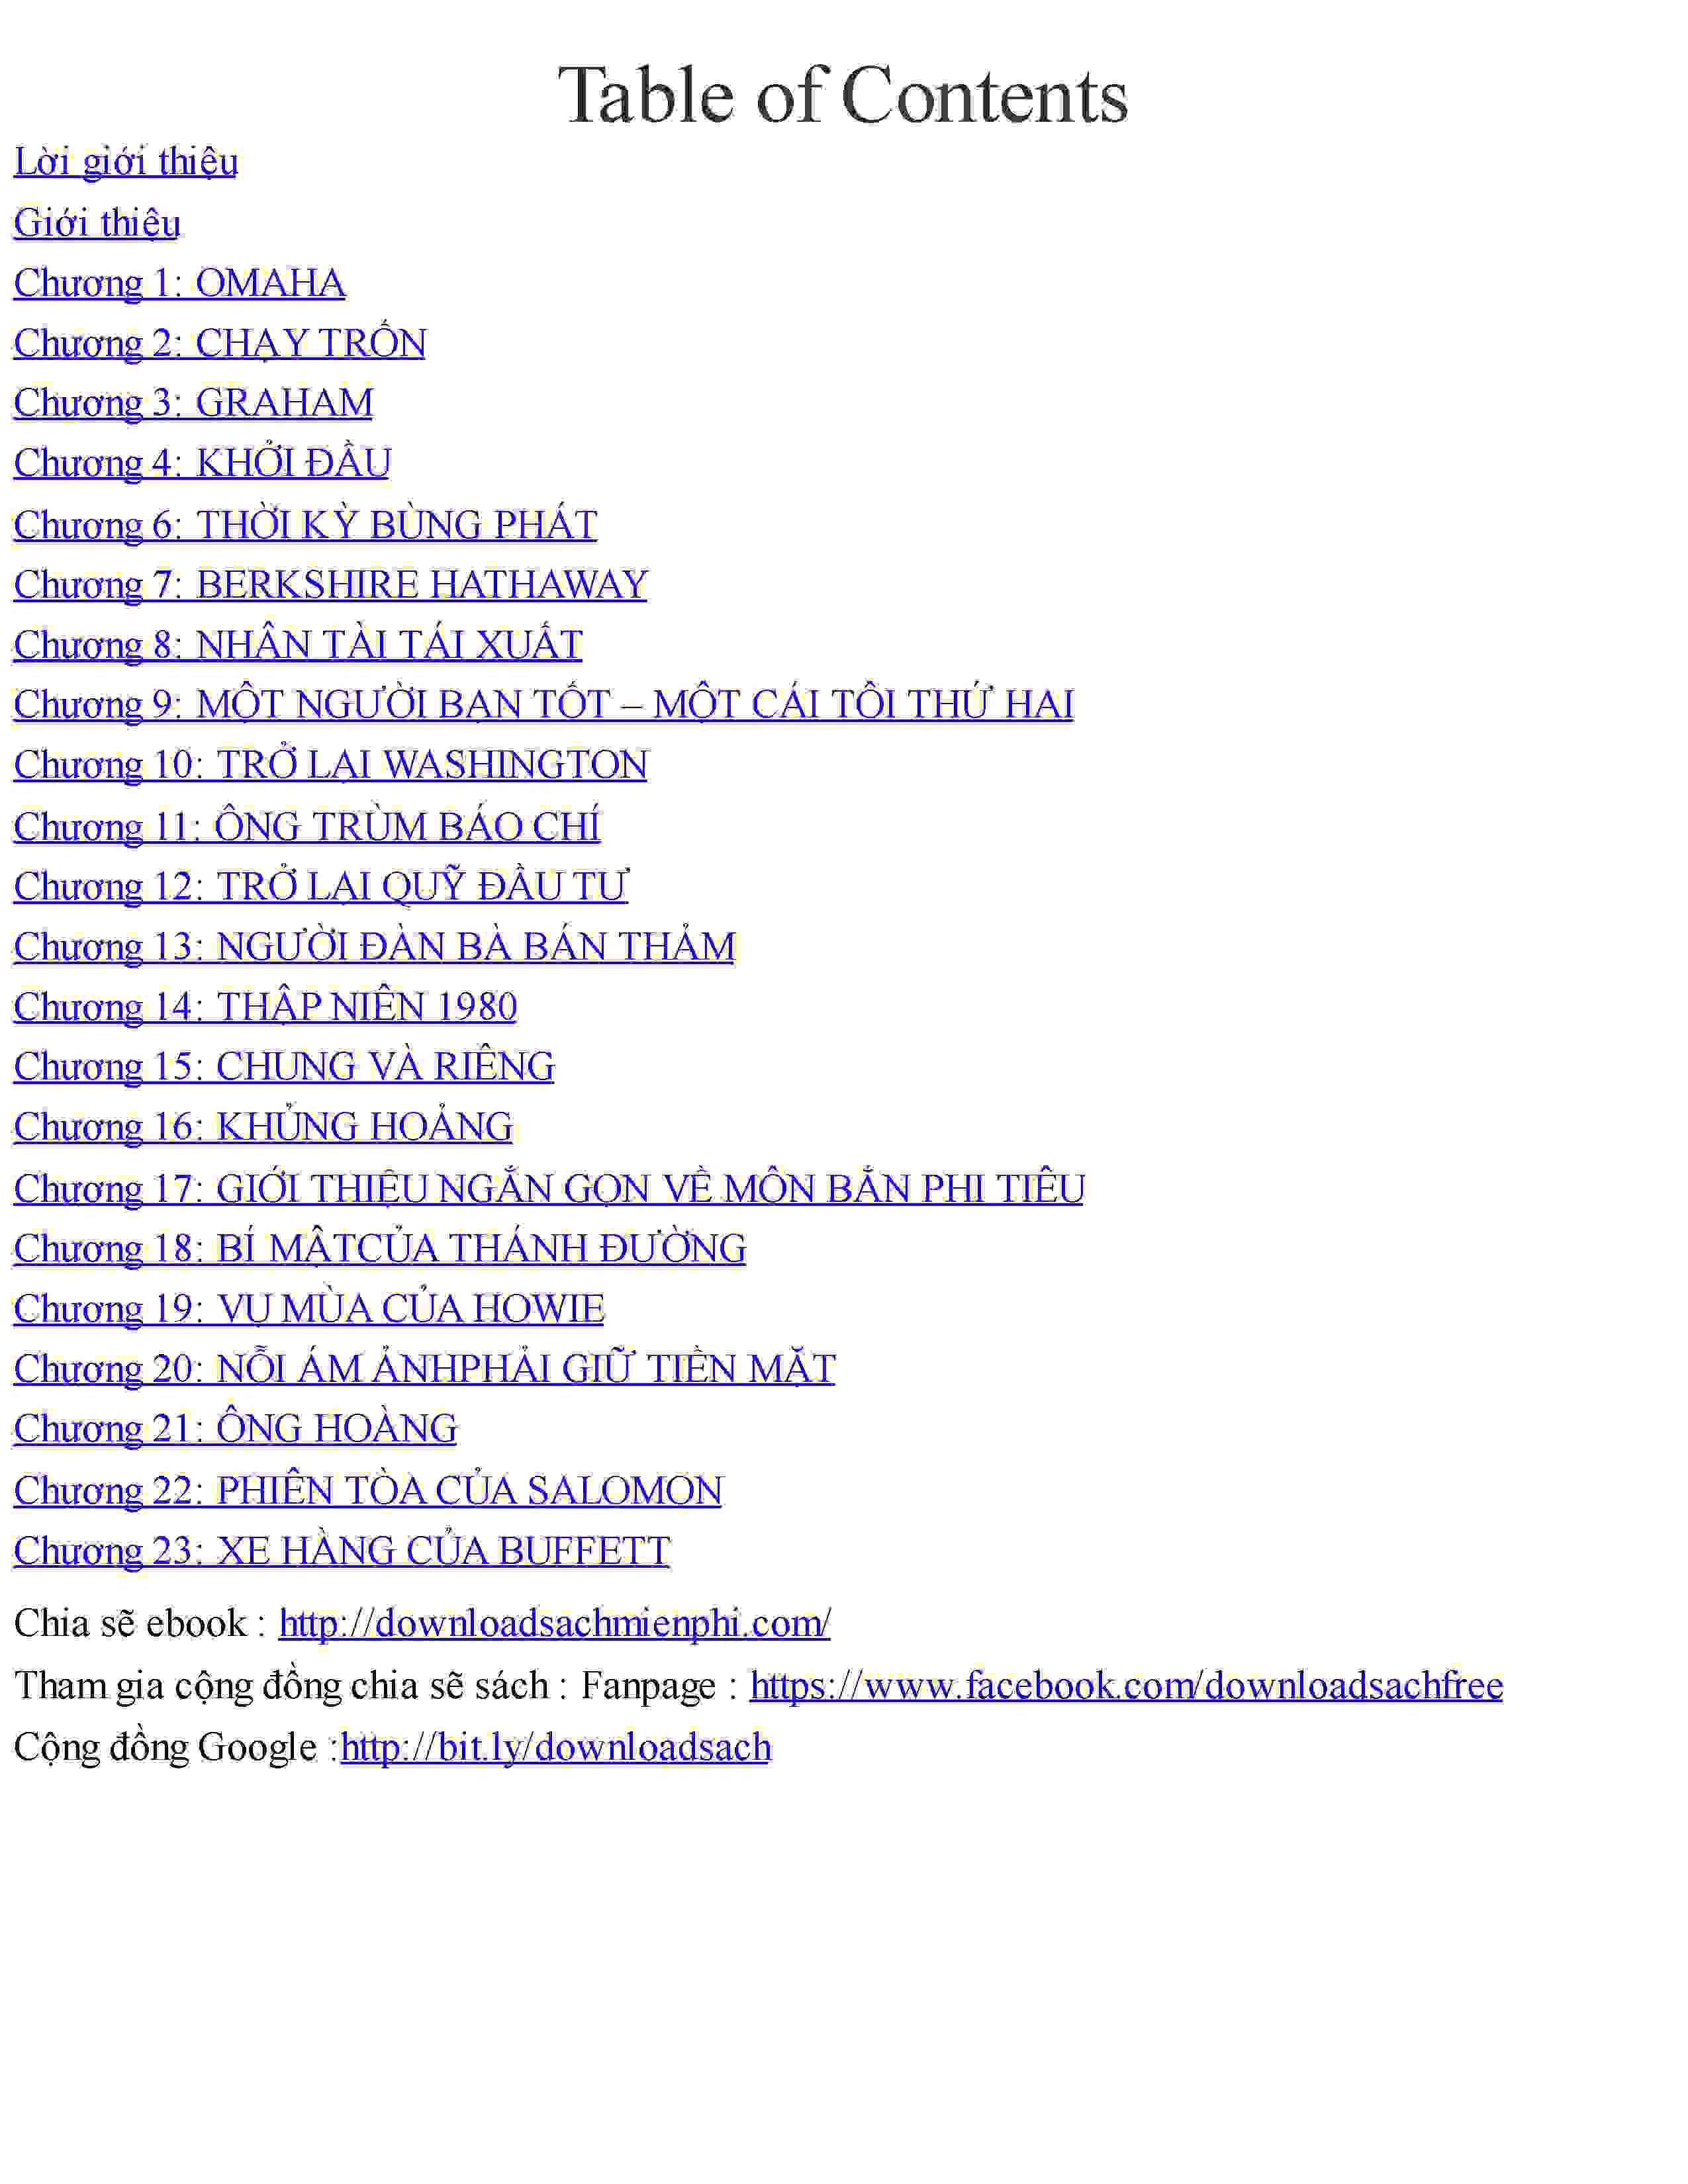 Table of Contents
Lời giới thiệu
Giới thiệu
Chương 1: OMAHA
Chương 2: CHẠY TRỐN
Chương 3: GRAHAM
Chương 4: KHỞI ĐẦU
Chương 6: THỜI KỲ BÙNG PHÁT
Chương 7: BERKSHIRE HATHAWAY
Chương 8: NHÂN TÀI TÁI XUẤT
Chương 9: MỘT NGƯỜI BẠN TỐT – MỘT CÁI TÔI THỨ HAI
Chương 10: TRỞ LẠI WASHINGTON
Chương 11: ÔNG TRÙM BÁO CHÍ
Chương 12: TRỞ LẠI QUỸ ĐẦU TƯ
Chương 13: NGƯỜI ĐÀN BÀ BÁN THẢM
Chương 14: THẬP NIÊN 1980
Chương 15: CHUNG VÀ RIÊNG
Chương 16: KHỦNG HOẢNG
Chương 17: GIỚI THIỆU NGẮN GỌN VỀ MÔN BẮN PHI TIÊU
Chương 18: BÍ MẬTCỦA THÁNH ĐƯỜNG
Chương 19: VỤ MÙA CỦA HOWIE
Chương 20: NỖI ÁM ẢNHPHẢI GIỮ TIỀN MẶT
Chương 21: ÔNG HOÀNG
Chương 22: PHIÊN TÒA CỦA SALOMON
Chương 23: XE HÀNG CỦA BUFFETT
Chia sẽ ebook : http://downloadsachmienphi.com/
Tham gia cộng đồng chia sẽ sách : Fanpage : https://www.facebook.com/downloadsachfree
Cộng đồng Google :http://bit.ly/downloadsach